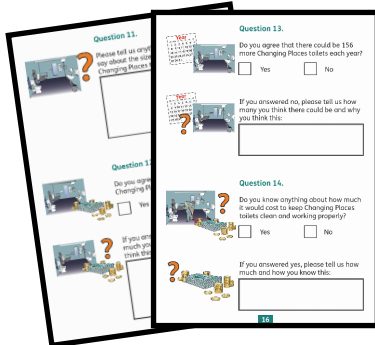 Question 11.
Please tell us any
say about the size
Changing Places t
Question 12
Do you agre
Changing Pl
Yes
If you an
much you
think this
Year
Question 13.
Do you agree that there could be 156
more Changing Places toilets each year?
Yes
No
Year
If you answered no, please tell us how
many you think there could be and why
you think this:
Question 14.
Do you know anything about how much
it would cost to keep Changing Places
toilets clean and working properly?
Yes
No
If you answered yes, please tell us how
much and how you know this:
16